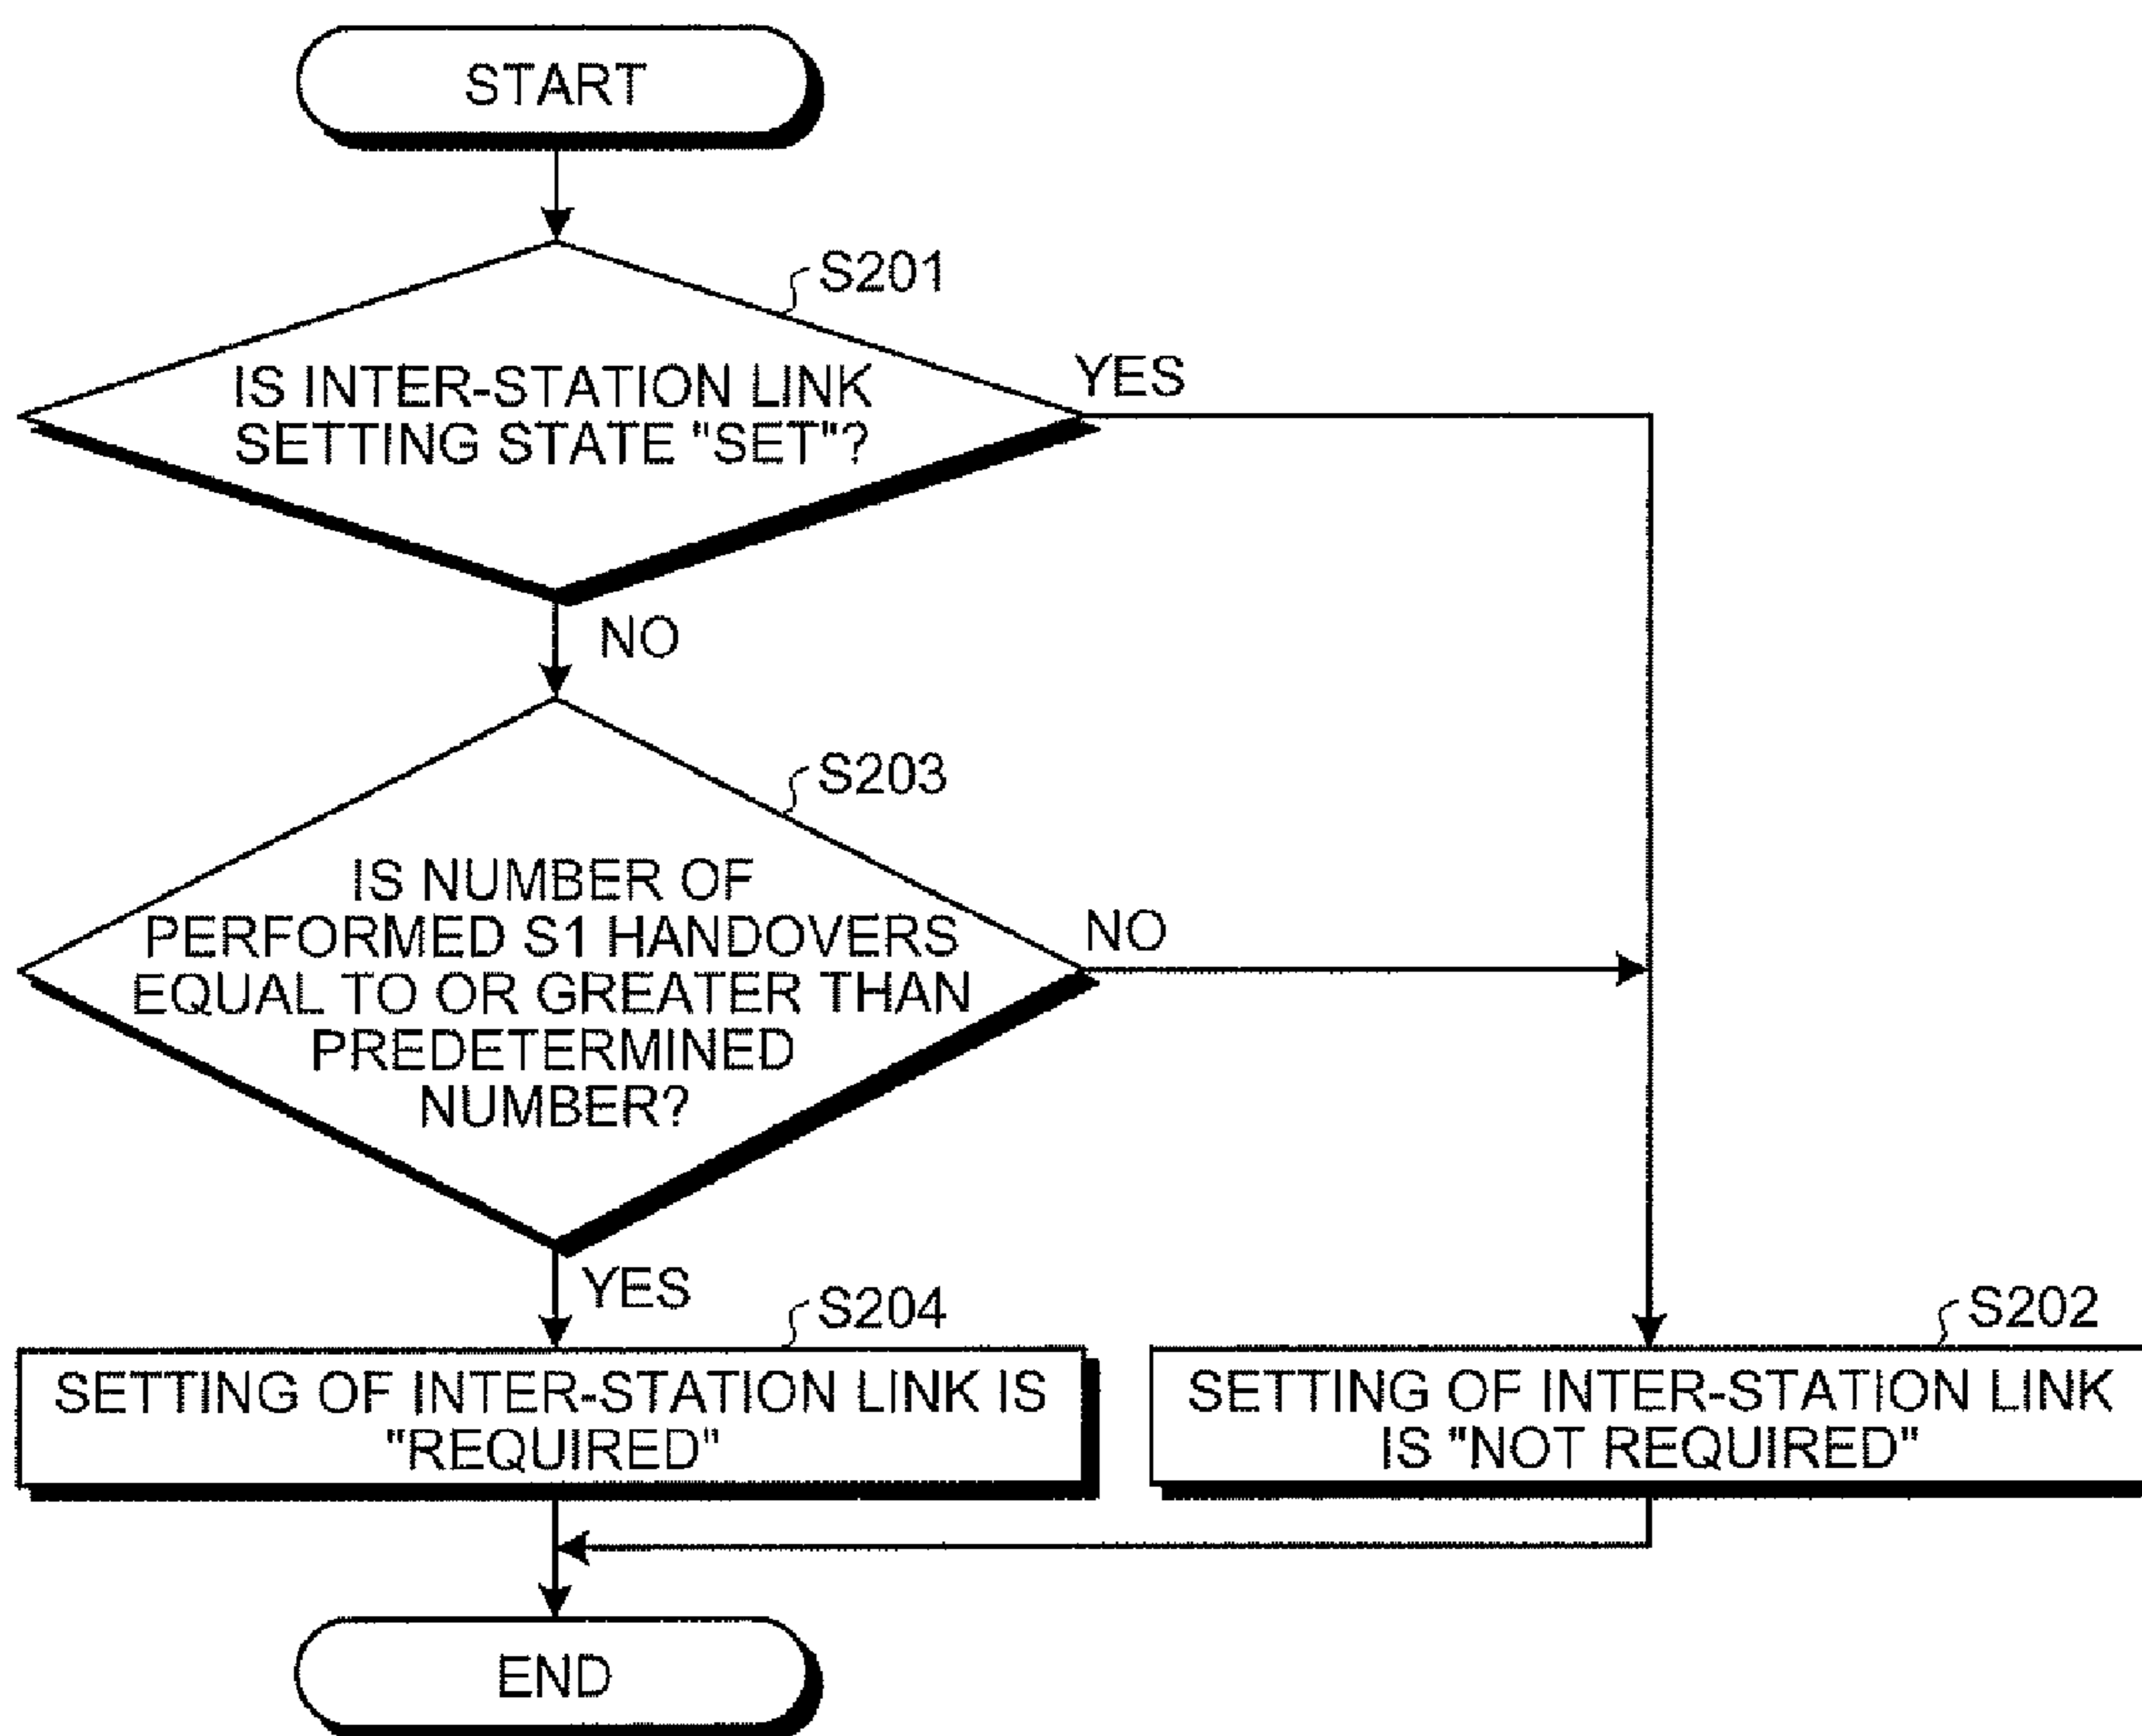 START
S201
IS INTER-STATION LINK
SETTING STATE "SET"?
YES
NO
S203
IS NUMBER OF
PERFORMED S1 HANDOVERS
EQUAL TO OR GREATER THAN
PREDETERMINED
NUMBER?
NO
YES
S204
SETTING OF INTER-STATION LINK IS
"REQUIRED"
S202
SETTING OF INTER-STATION LINK
IS "NOT REQUIRED"
END